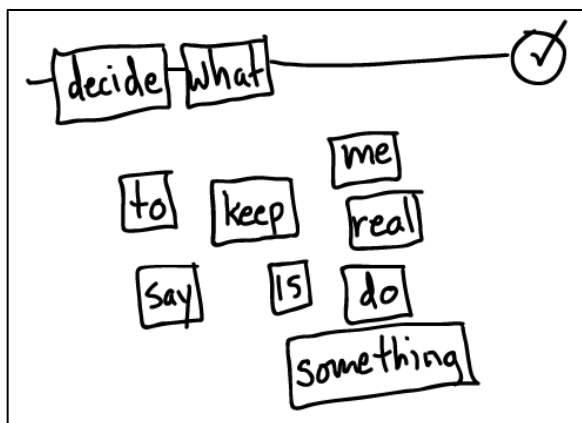 decide what
me
to keep real
say is do
something